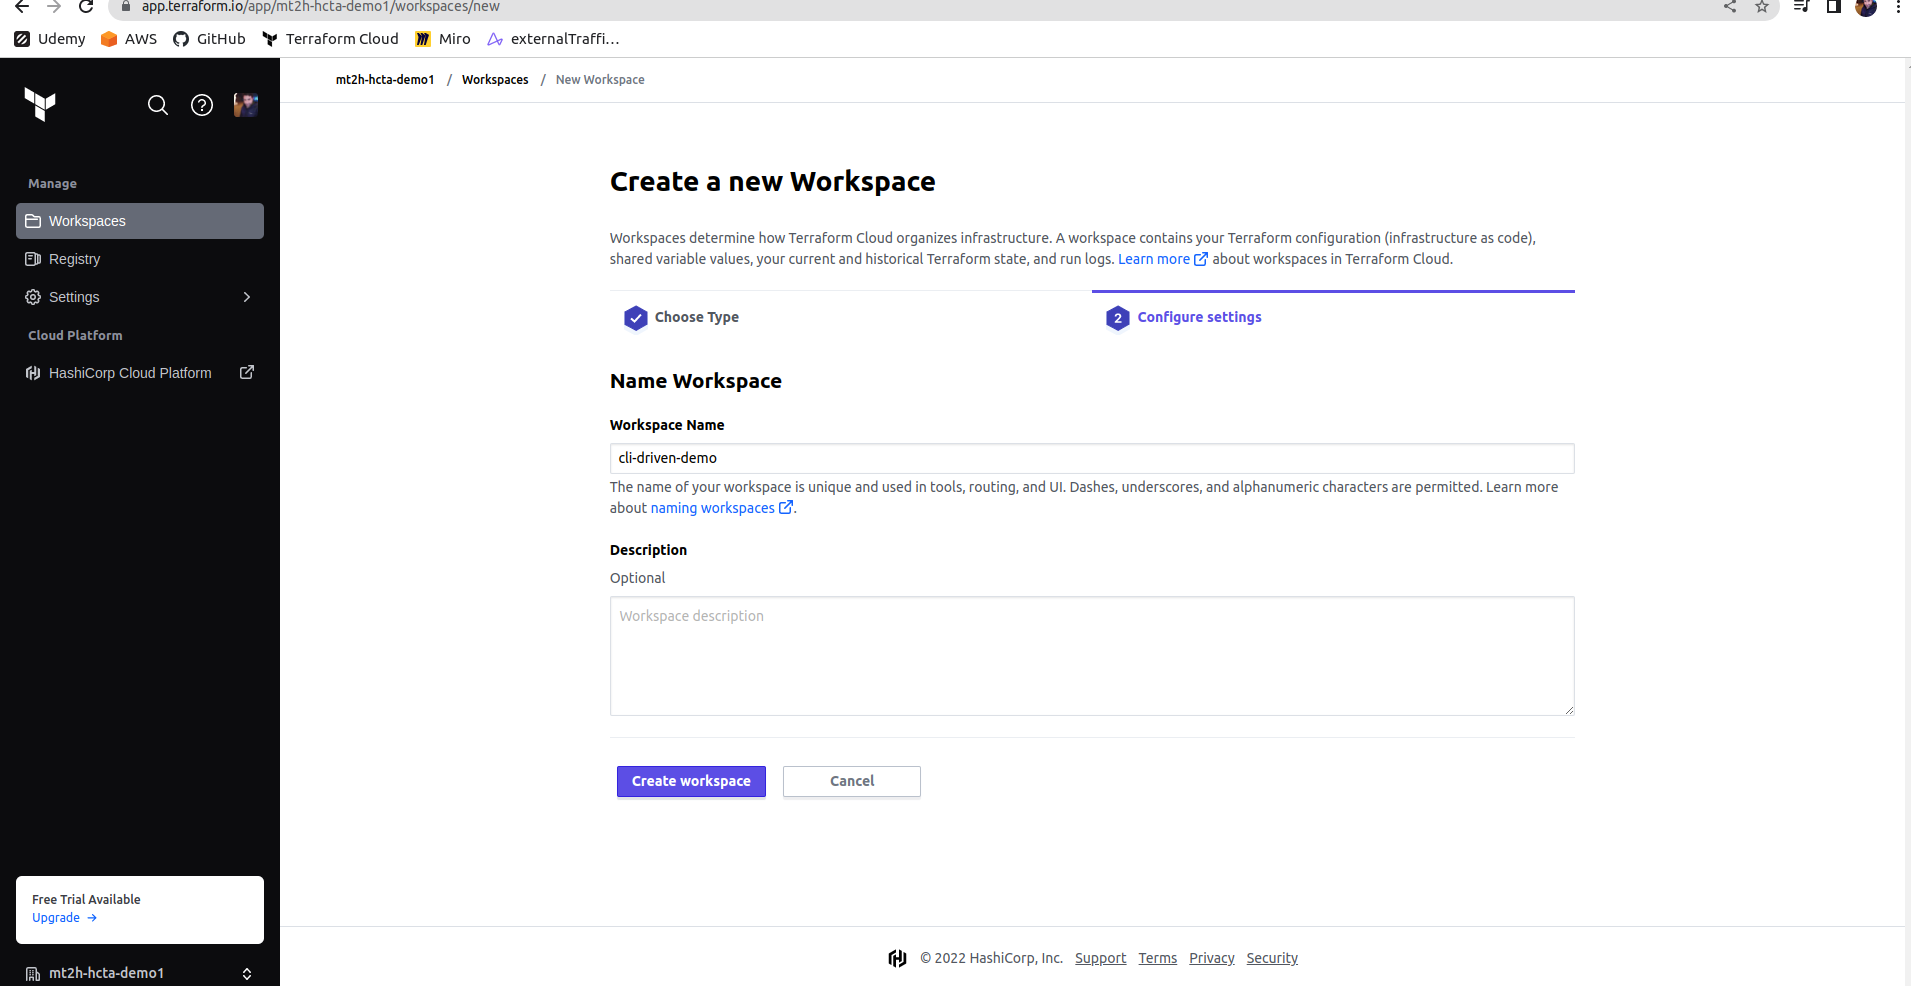 app.terraform.io/app/mt2h-hcta-demo1/workspaces/new
Udemy AWS GitHub Terraform Cloud Miro externalTraffi...
mt2h-hcta-demo1 / Workspaces / New Workspace
Manage
Workspaces
Registry
Settings
Cloud Platform
HashiCorp Cloud Platform
Create a new Workspace
Workspaces determine how Terraform Cloud organizes infrastructure. A workspace contains your Terraform configuration (infrastructure as code),
shared variable values, your current and historical Terraform state, and run logs. Learn more about workspaces in Terraform Cloud.
Choose Type
2 Configure settings
Name Workspace
Workspace Name
cli-driven-demo
The name of your workspace is unique and used in tools, routing, and UI. Dashes, underscores, and alphanumeric characters are permitted. Learn more
about naming workspaces .
Description
Optional
Workspace description
Create workspace Cancel
Free Trial Available
Upgrade →
mt2h-hcta-demo1
© 2022 HashiCorp, Inc. Support Terms Privacy Security